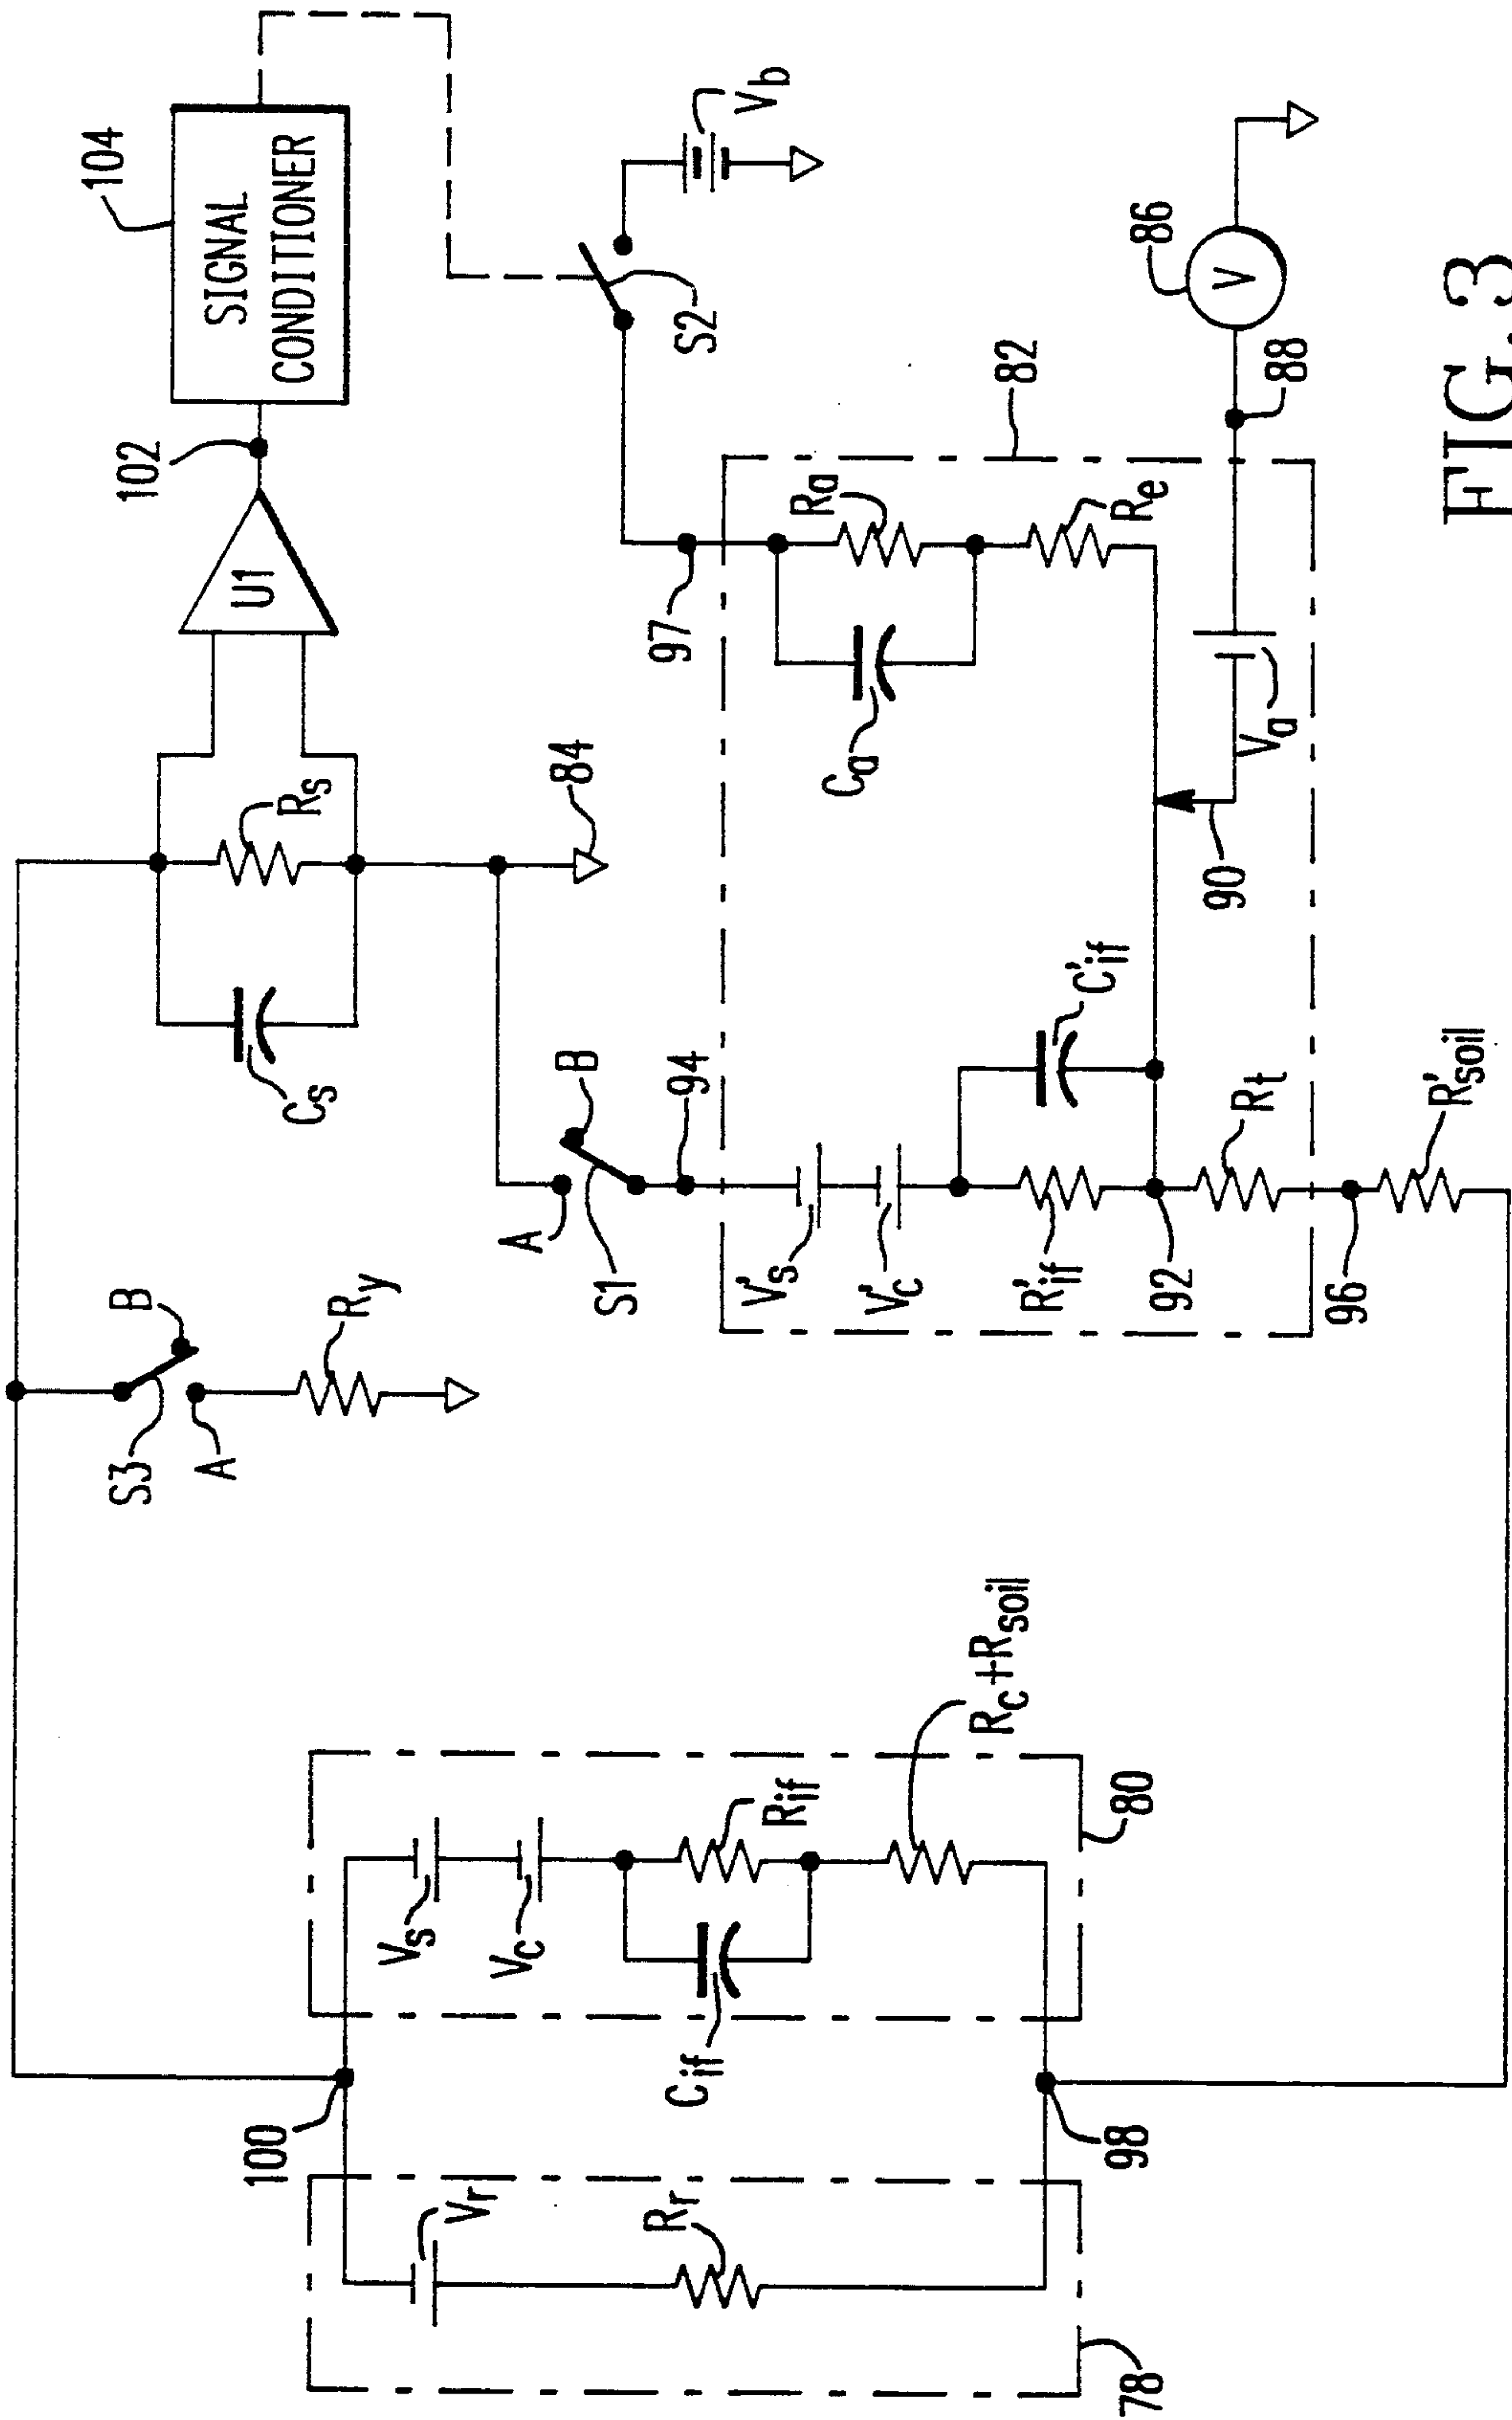 104
SIGNAL
CONDITIONER
102
U1
Rs
Cs
84
Vb
S2
97
82
Ra
Ca
Re
86
V
88
Va
90
B
S3
A
Ry
B
A
S1
94
V's
V'c
R'if
C'if
92
Rt
96
R'soil
100
Vs
Vc
Rif
Cif
Rc+Rsoil
80
98
Vr
Rr
78
FIG.3